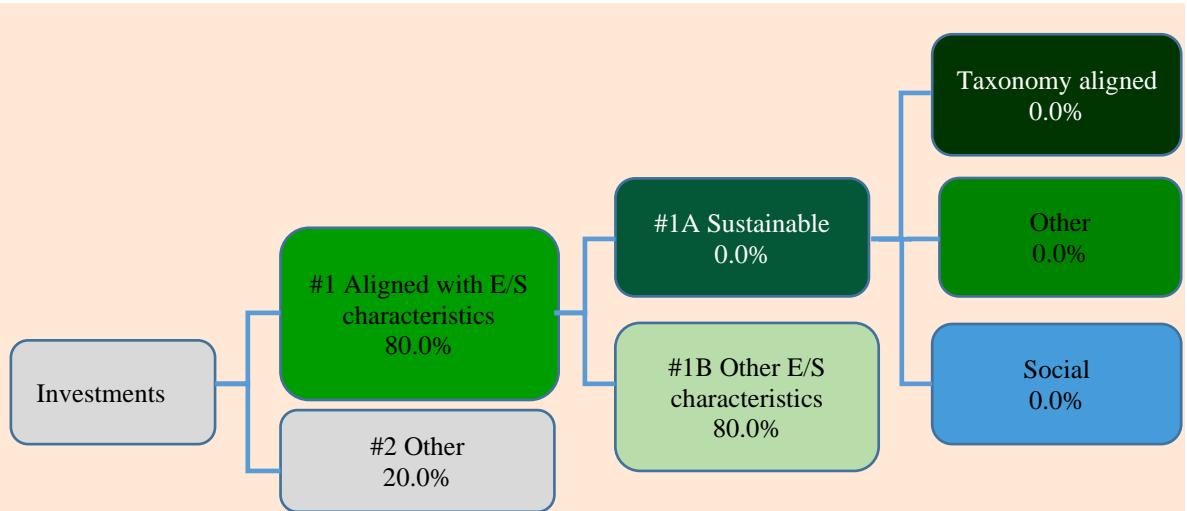 Investments
#1 Aligned with E/S
characteristics
80.0%
#2 Other
20.0%
#1A Sustainable
0.0%
#1B Other E/S
characteristics
80.0%
Taxonomy aligned
0.0%
Other
0.0%
Social
0.0%